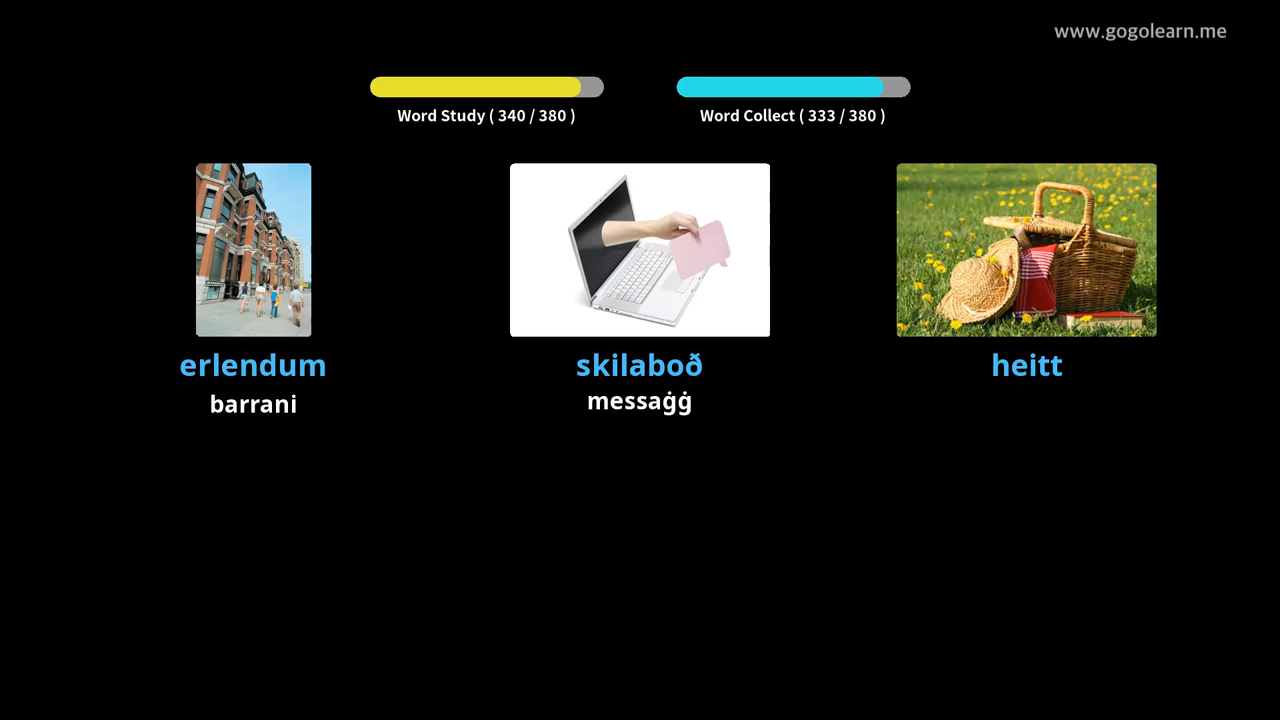 www.gogolearn.me
Word Study ( 340 / 380 )
Word Collect ( 333 / 380 )
erlendum
barrani
skilaboð
messaġġ
heitt